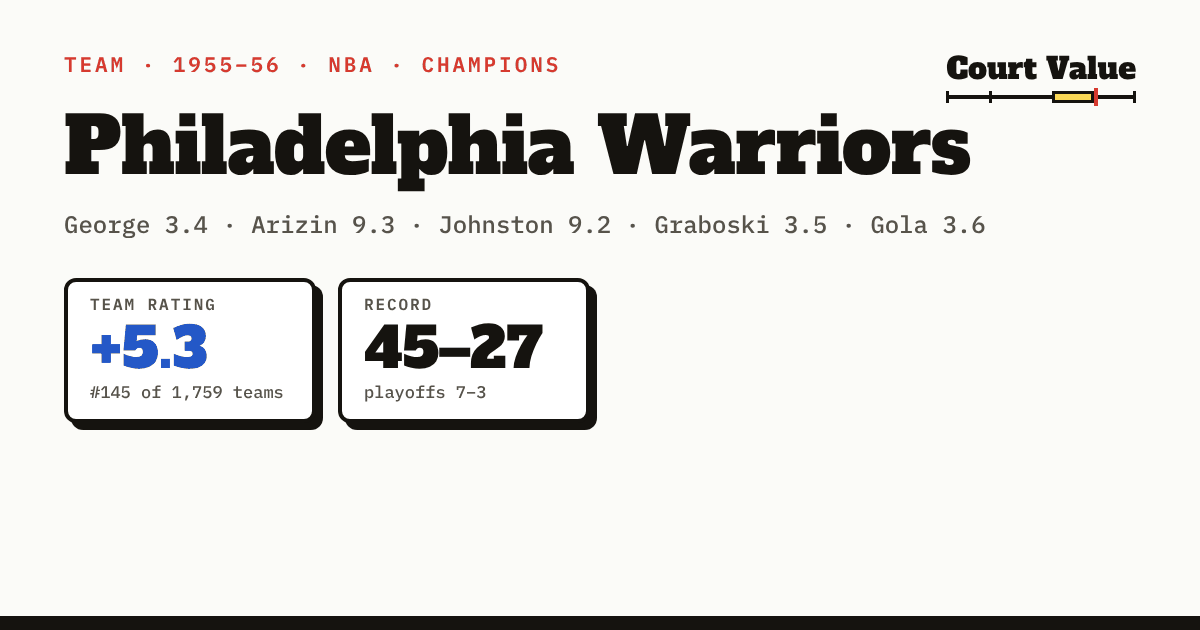 TEAM · 1955–56 · NBA · CHAMPIONS
Court Value
Philadelphia Warriors
George 3.4 · Arizin 9.3 · Johnston 9.2 · Graboski 3.5 · Gola 3.6
TEAM RATING
+5.3
#145 of 1,759 teams
RECORD
45–27
playoffs 7–3